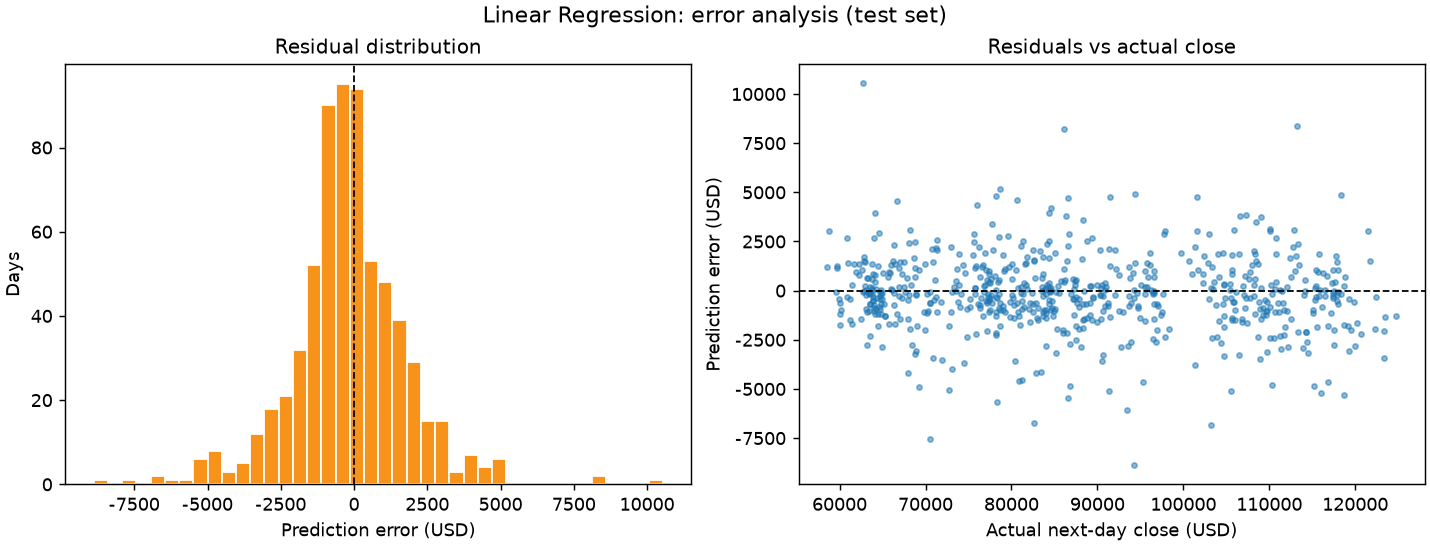 Linear Regression: error analysis (test set)
Residual distribution
Days
80
60
40
20
0
-7500 -5000 -2500 0 2500 5000 7500 10000
Prediction error (USD)
Residuals vs actual close
Prediction error (USD)
10000
7500
5000
2500
0
-2500
-5000
-7500
60000 70000 80000 90000 100000 110000 120000
Actual next-day close (USD)